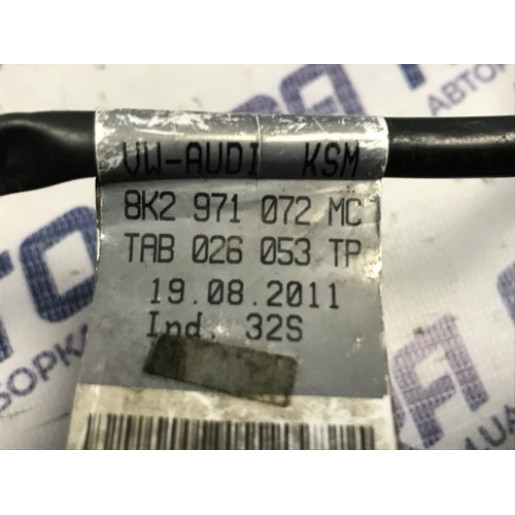 VW-AUDI KSM
8K2 971 072 MC
TAB 026 053 TP
19.08.2011
Ind. 32S